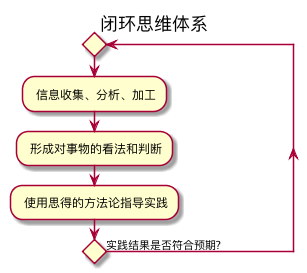 闭环思维体系
信息收集、分析、加工
形成对事物的看法和判断
使用思得的方法论指导实践
实践结果是否符合预期?